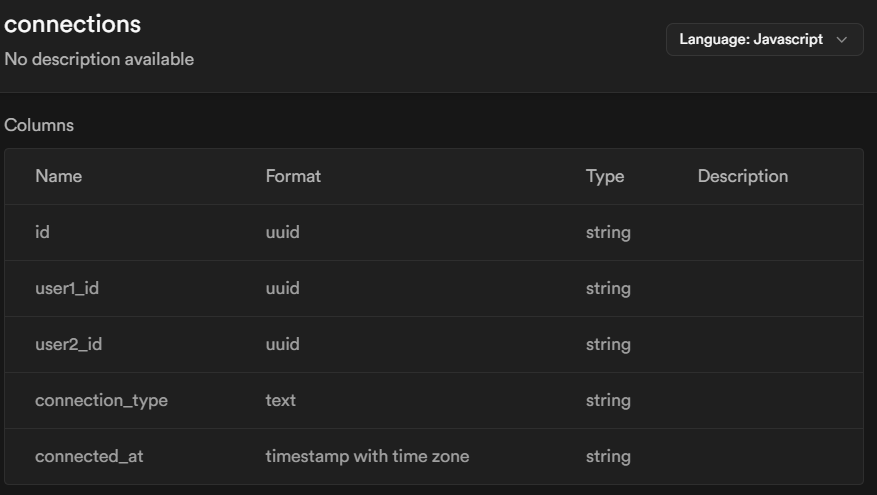 connections
No description available
Language: Javascript
Columns
Name Format Type Description
id uuid string
user1_id uuid string
user2_id uuid string
connection_type text string
connected_at timestamp with time zone string